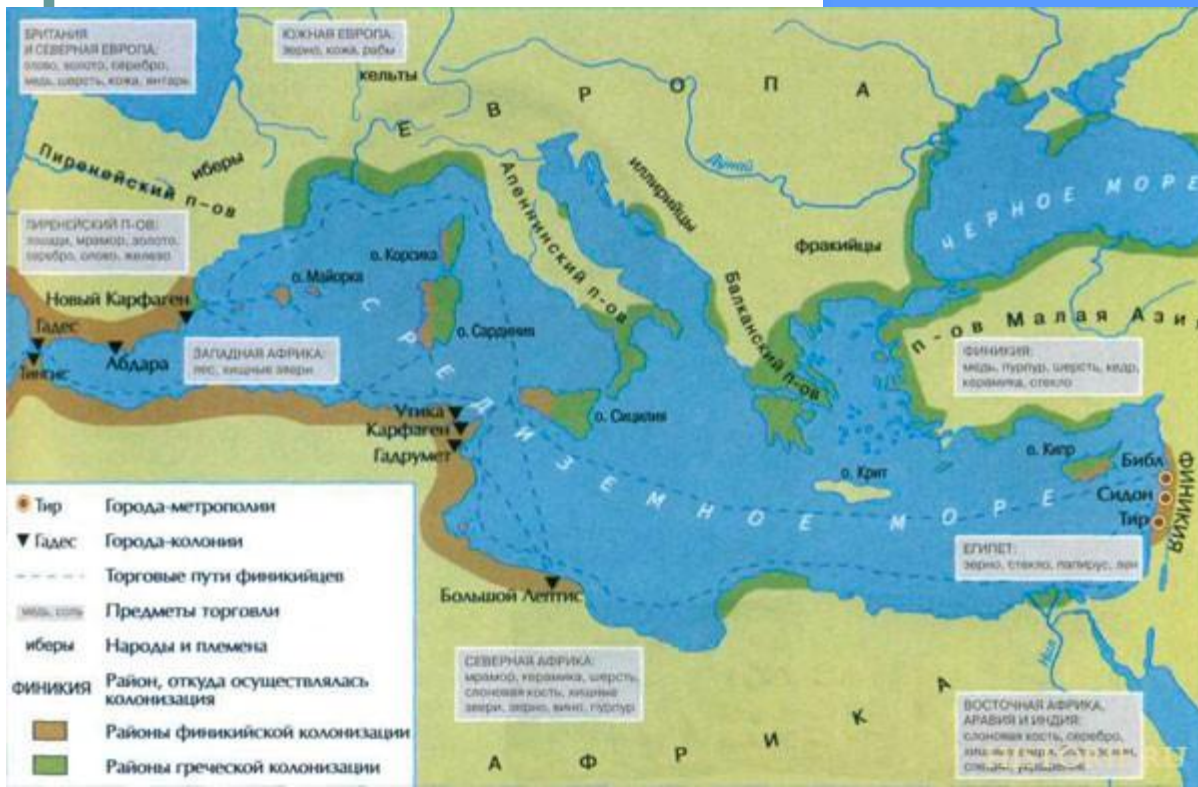 БРИТАНИЯ
И СЕВЕРНАЯ ЕВРОПА:
олово, золото, серебро,
медь, шерсть, кожа, янтарь
ЮЖНАЯ ЕВРОПА:
зерно, кожа, рабы
кельты
ЕВРОПА
Дунай
иберы
Пиренейский п-ов
Апеннинский п-ов
иллирийцы
фракийцы
Балканский п-ов
ЧЕРНОЕ МОРЕ
ПИРЕНЕЙСКИЙ П-ОВ:
лошади, мрамор, золото,
серебро, олово, железо
о. Корсика
о. Майорка
Новый Карфаген
Гадес
Абдара
Тингис
о. Сардиния
п-ов Малая Азия
ЗАПАДНАЯ АФРИКА:
лес, хищные звери
ФИНИКИЯ:
медь, пурпур, шерсть, кедр,
керамика, стекло
Утика
Карфаген
Гадрумет
о. Сицилия
СРЕДИЗЕМНОЕ МОРЕ
о. Крит
о. Кипр
Библ
Сидон
Тир
ФИНИКИЯ
ЕГИПЕТ:
зерно, стекло, папирус, лен
Большой Лептис
Нил
СЕВЕРНАЯ АФРИКА:
мрамор, керамика, шерсть,
слоновая кость, хищные
звери, зерно, вино, пурпур
ВОСТОЧНАЯ АФРИКА,
АРАВИЯ И ИНДИЯ:
слоновая кость, серебро,
АФРИКА
Тир Города-метрополии
Гадес Города-колонии
Торговые пути финикийцев
медь, соль Предметы торговли
иберы Народы и племена
ФИНИКИЯ Район, откуда осуществлялась
колонизация
Районы финикийской колонизации
Районы греческой колонизации